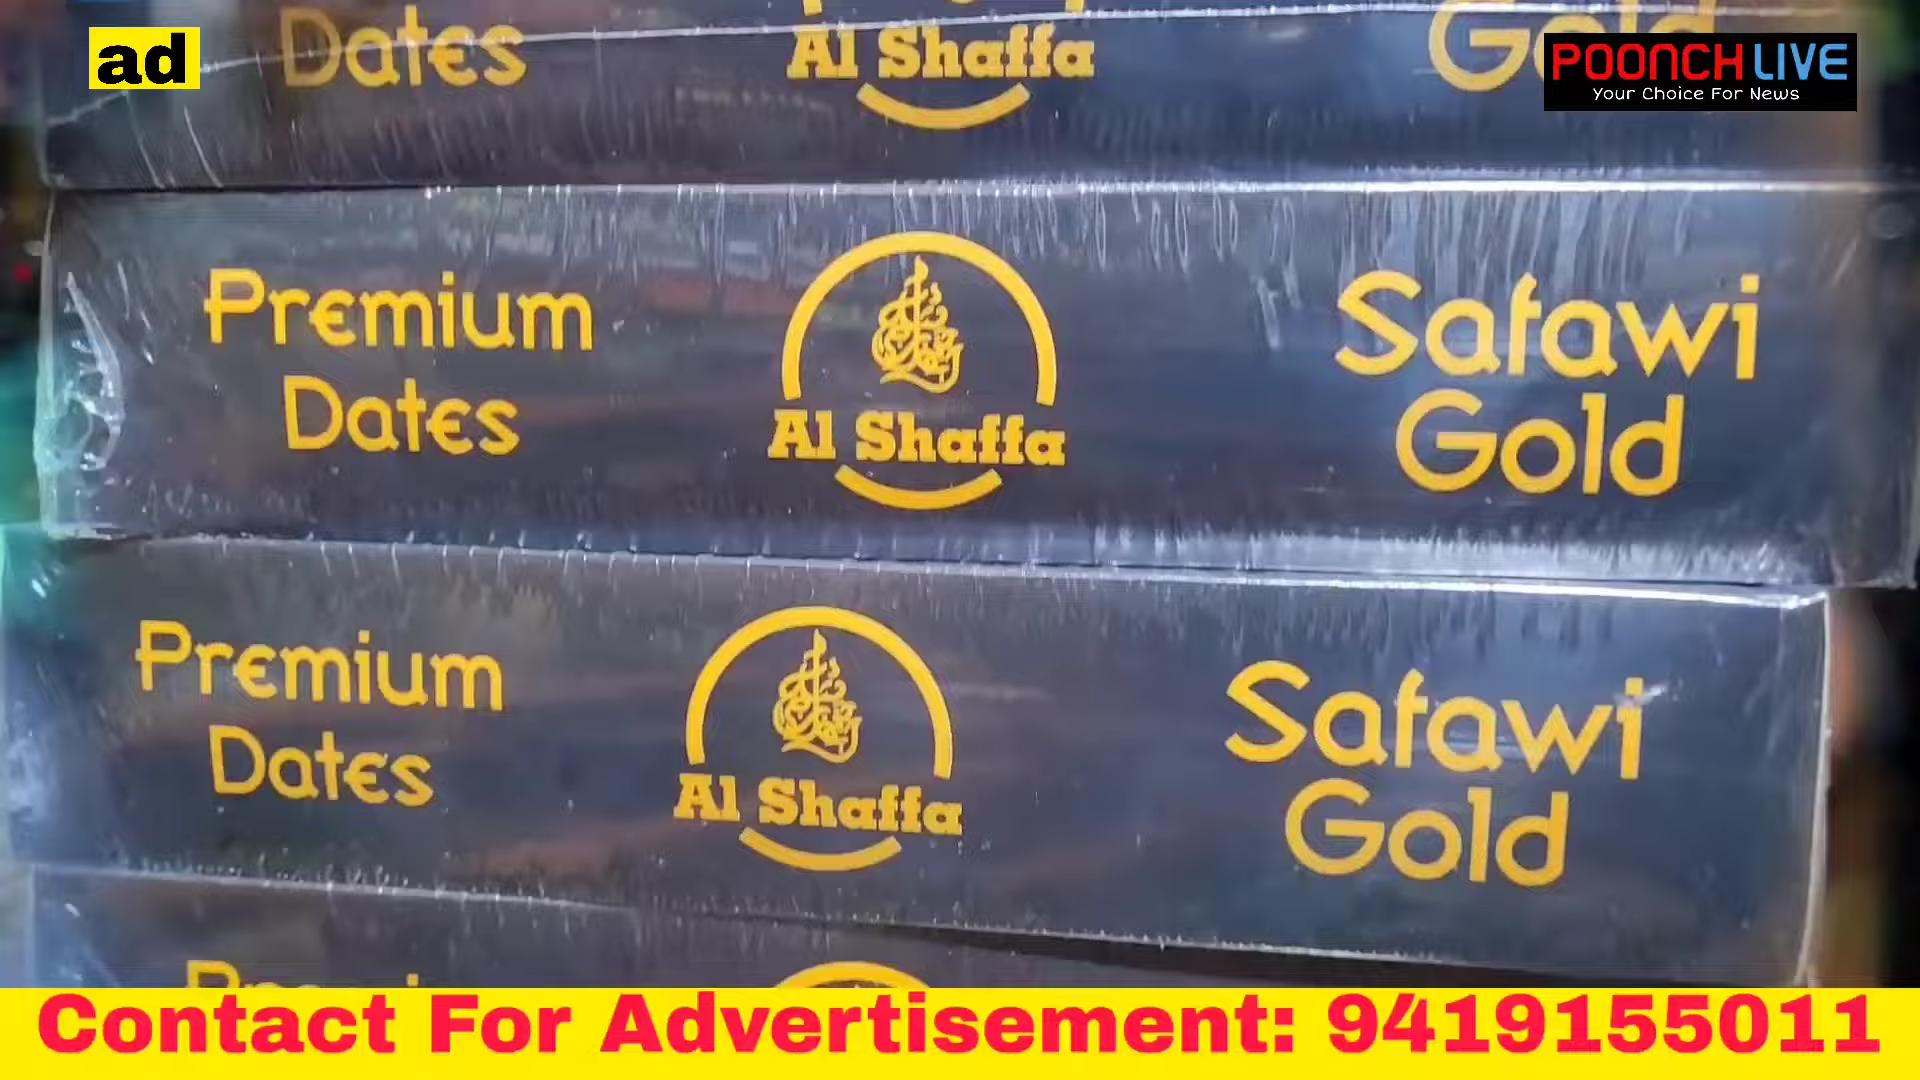 ad
Dates
Al Shaffa
Gold
POONCH LIVE
Your Choice For News
Premium
Dates
Al Shaffa
Safawi
Gold
Premium
Dates
Al Shaffa
Safawi
Gold
Contact For Advertisement: 9419155011